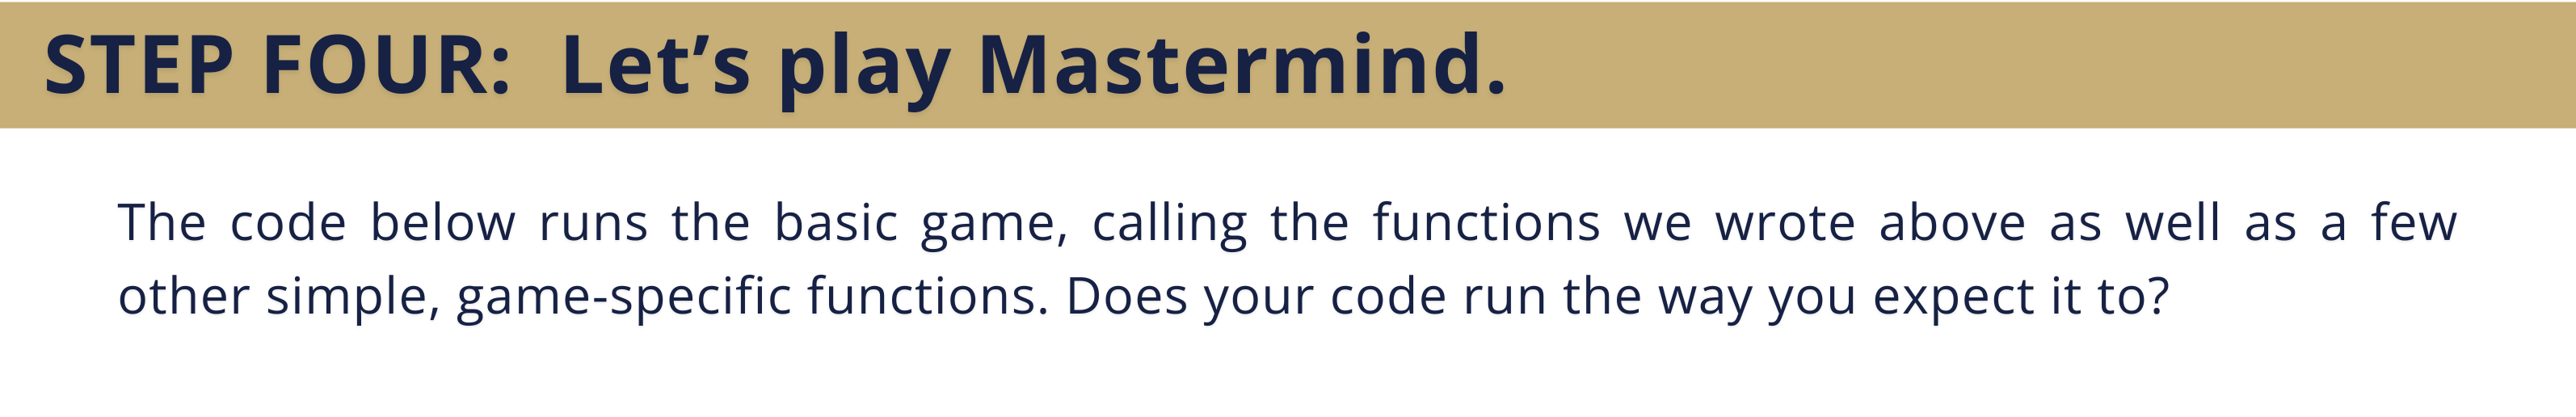 STEP FOUR: Let’s play Mastermind.
The code below runs the basic game, calling the functions we wrote above as well as a few
other simple, game-specific functions. Does your code run the way you expect it to?